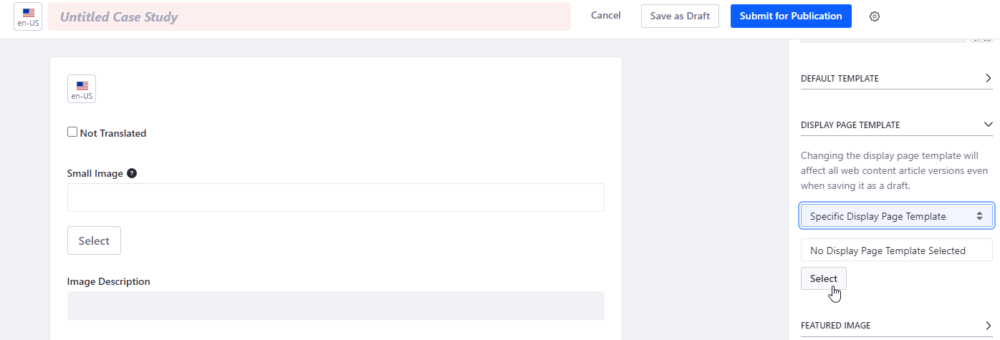 en-US
Untitled Case Study
Cancel
Save as Draft
Submit for Publication
en-US
Not Translated
Small Image ?
Select
Image Description
DEFAULT TEMPLATE
DISPLAY PAGE TEMPLATE
Changing the display page template will
affect all web content article versions even
when saving it as a draft.
Specific Display Page Template
No Display Page Template Selected
Select
FEATURED IMAGE